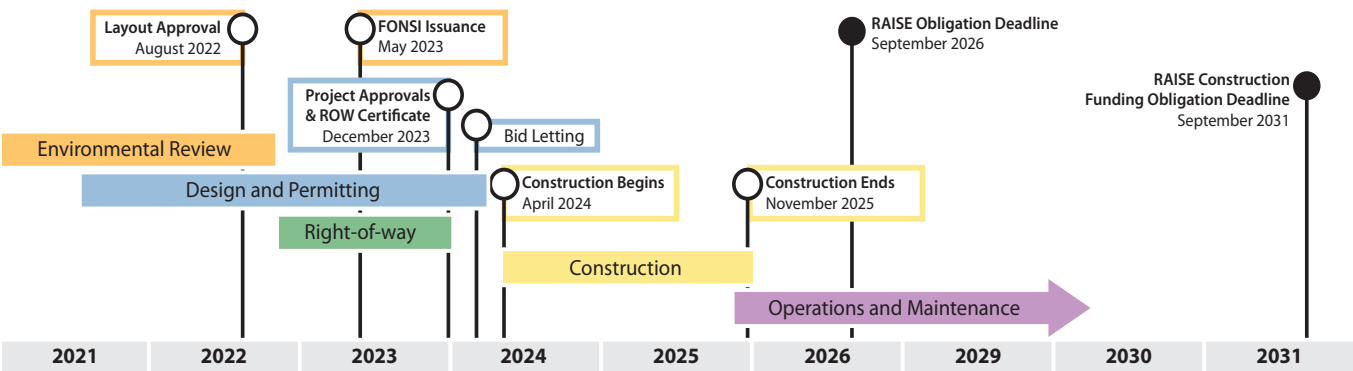 Layout Approval
August 2022
FONSI Issuance
May 2023
RAISE Obligation Deadline
September 2026
RAISE Construction
Funding Obligation Deadline
September 2031
Project Approvals
& ROW Certificate
December 2023
Bid Letting
Environmental Review
Design and Permitting
Construction Begins
April 2024
Construction Ends
November 2025
Right-of-way
Construction
Operations and Maintenance
2021 2022 2023 2024 2025 2026 2029 2030 2031